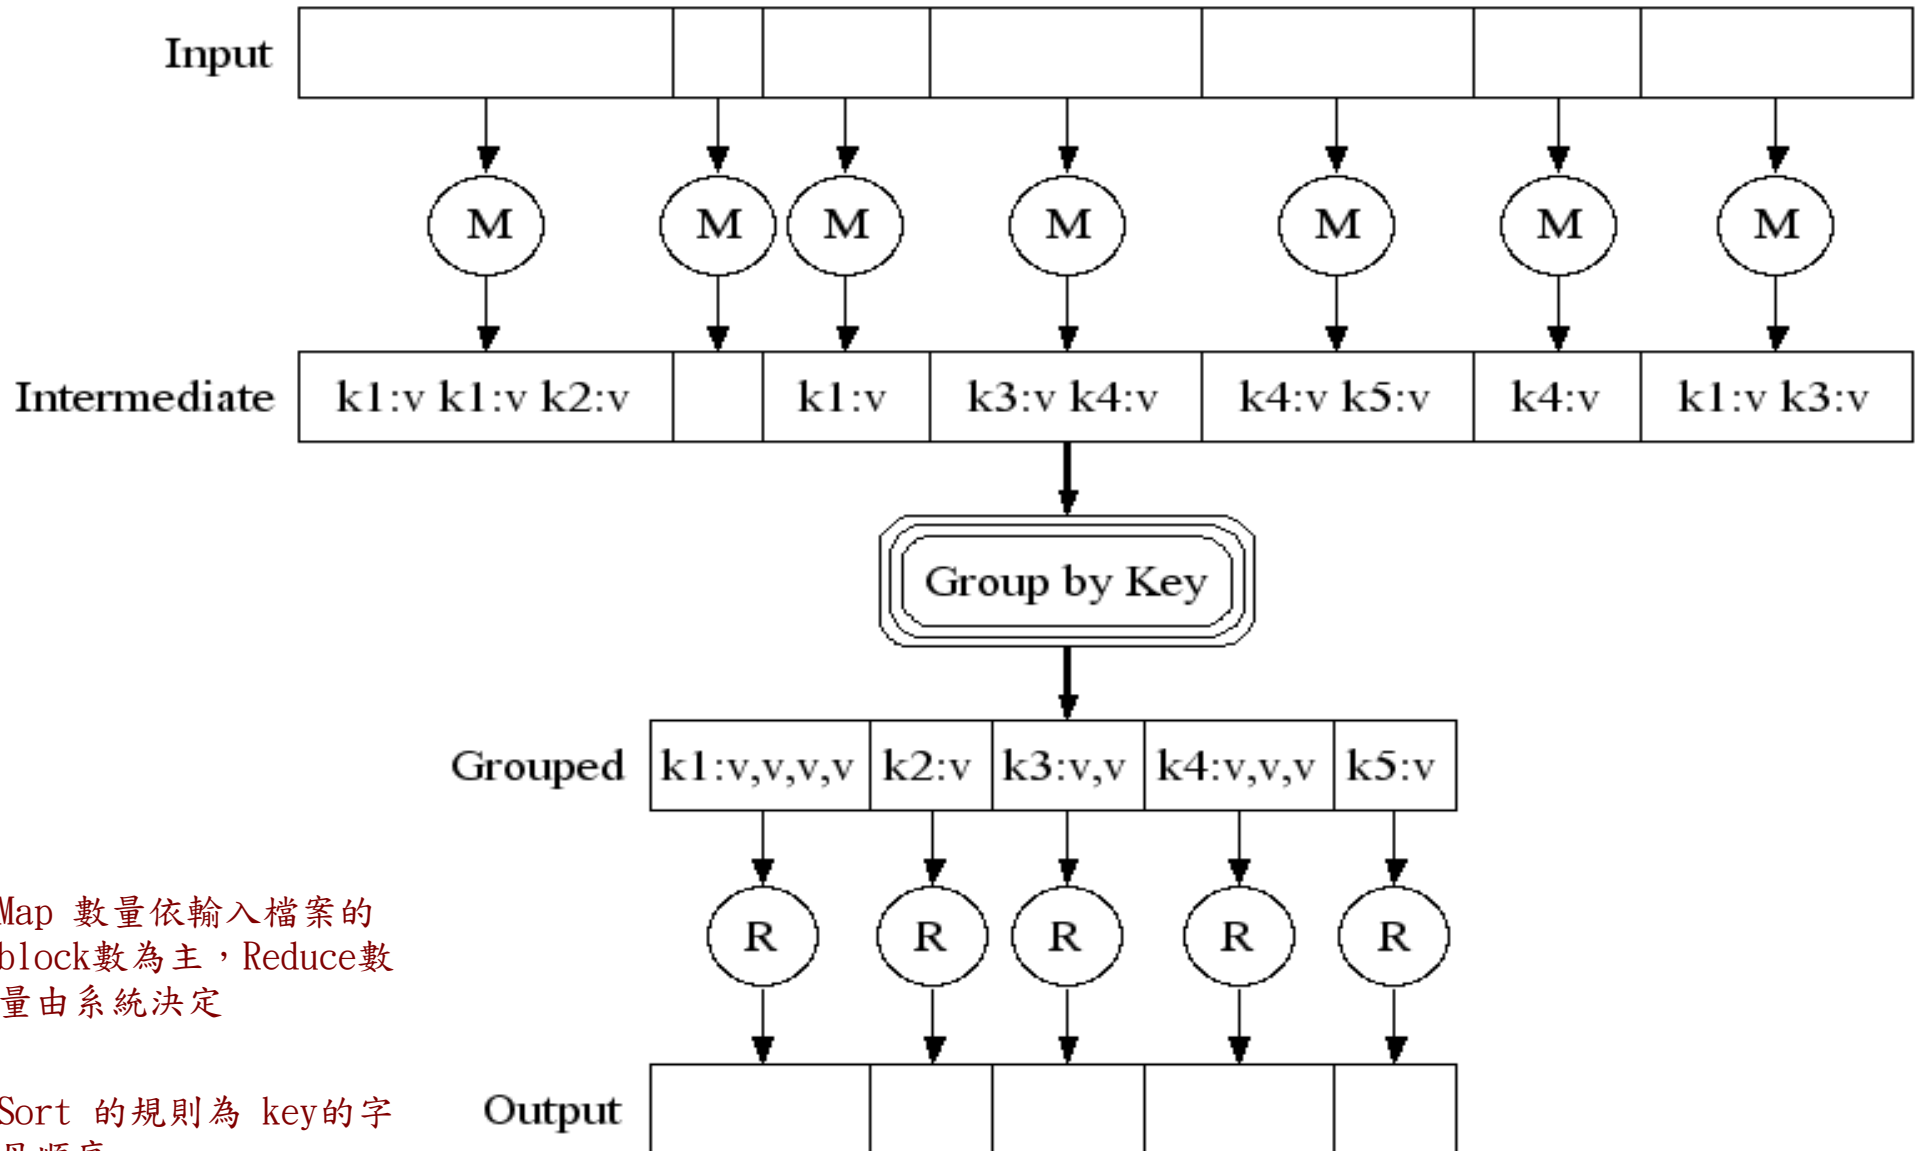 Input
M M M M M M M
Intermediate k1:v k1:v k2:v k1:v k3:v k4:v k4:v k5:v k4:v k1:v k3:v
Group by Key
Grouped k1:v,v,v,v k2:v k3:v,v k4:v,v,v k5:v
R R R R R
Map 數量依輸入檔案的
block數為主，Reduce數
量由系統決定
Output
Sort 的規則為 key的字